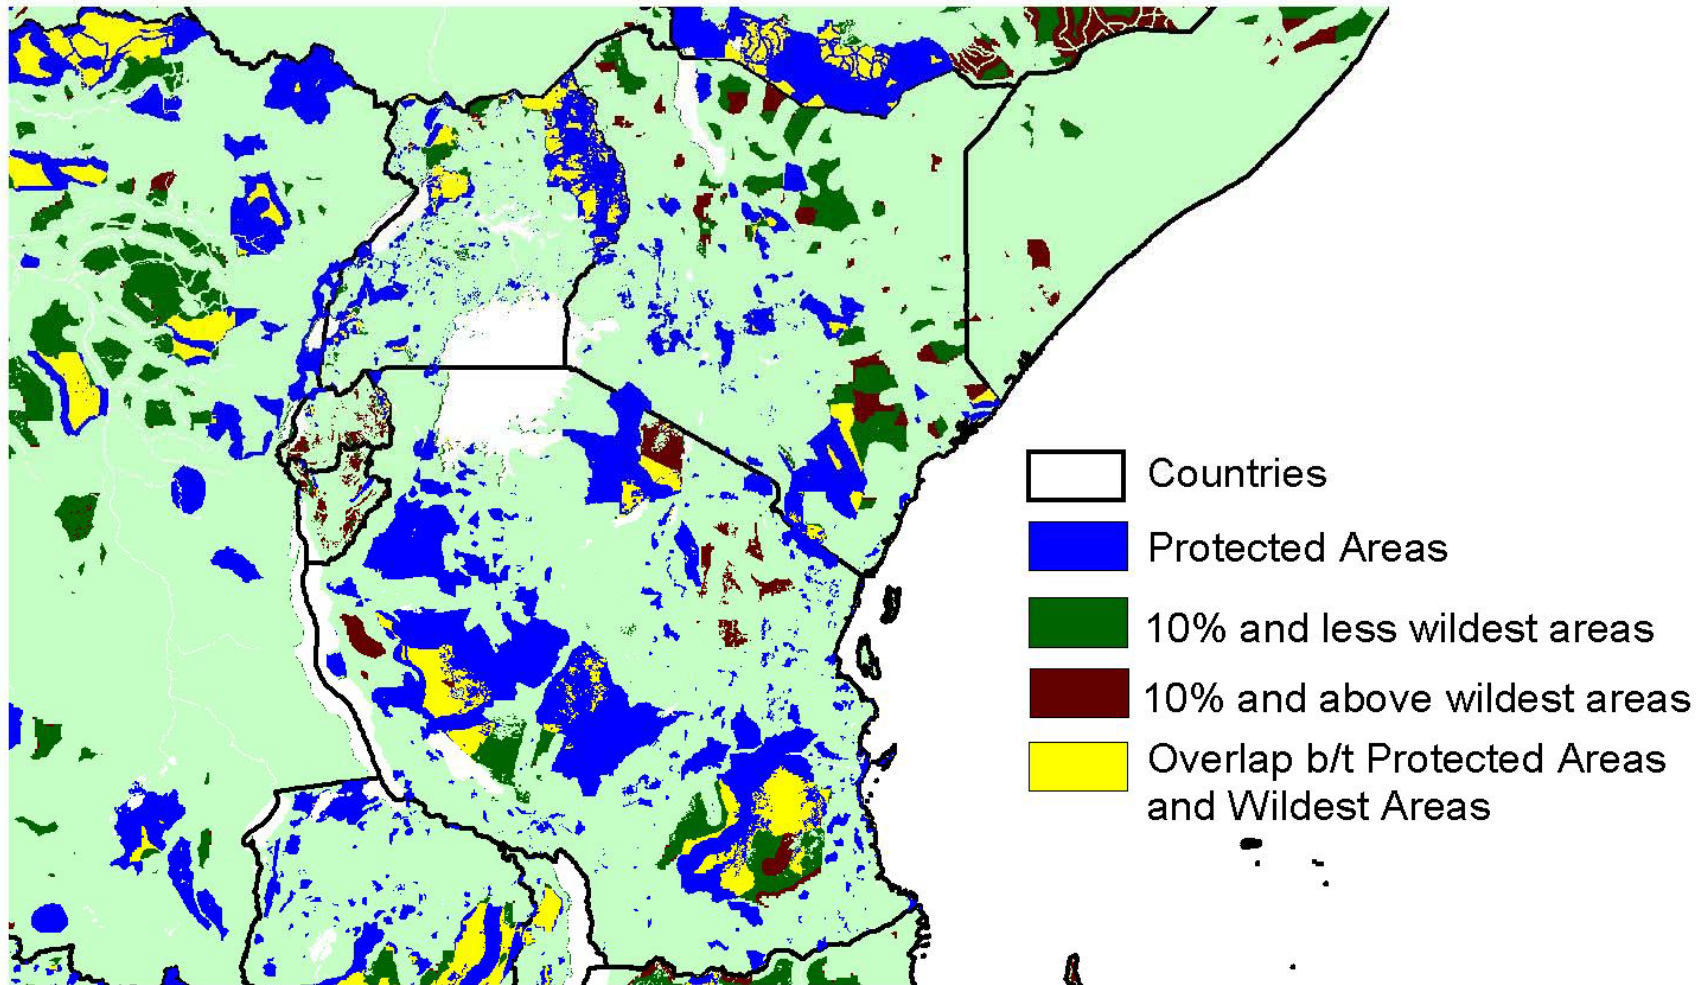 Countries
Protected Areas
10% and less wildest areas
10% and above wildest areas
Overlap b/t Protected Areas
and Wildest Areas